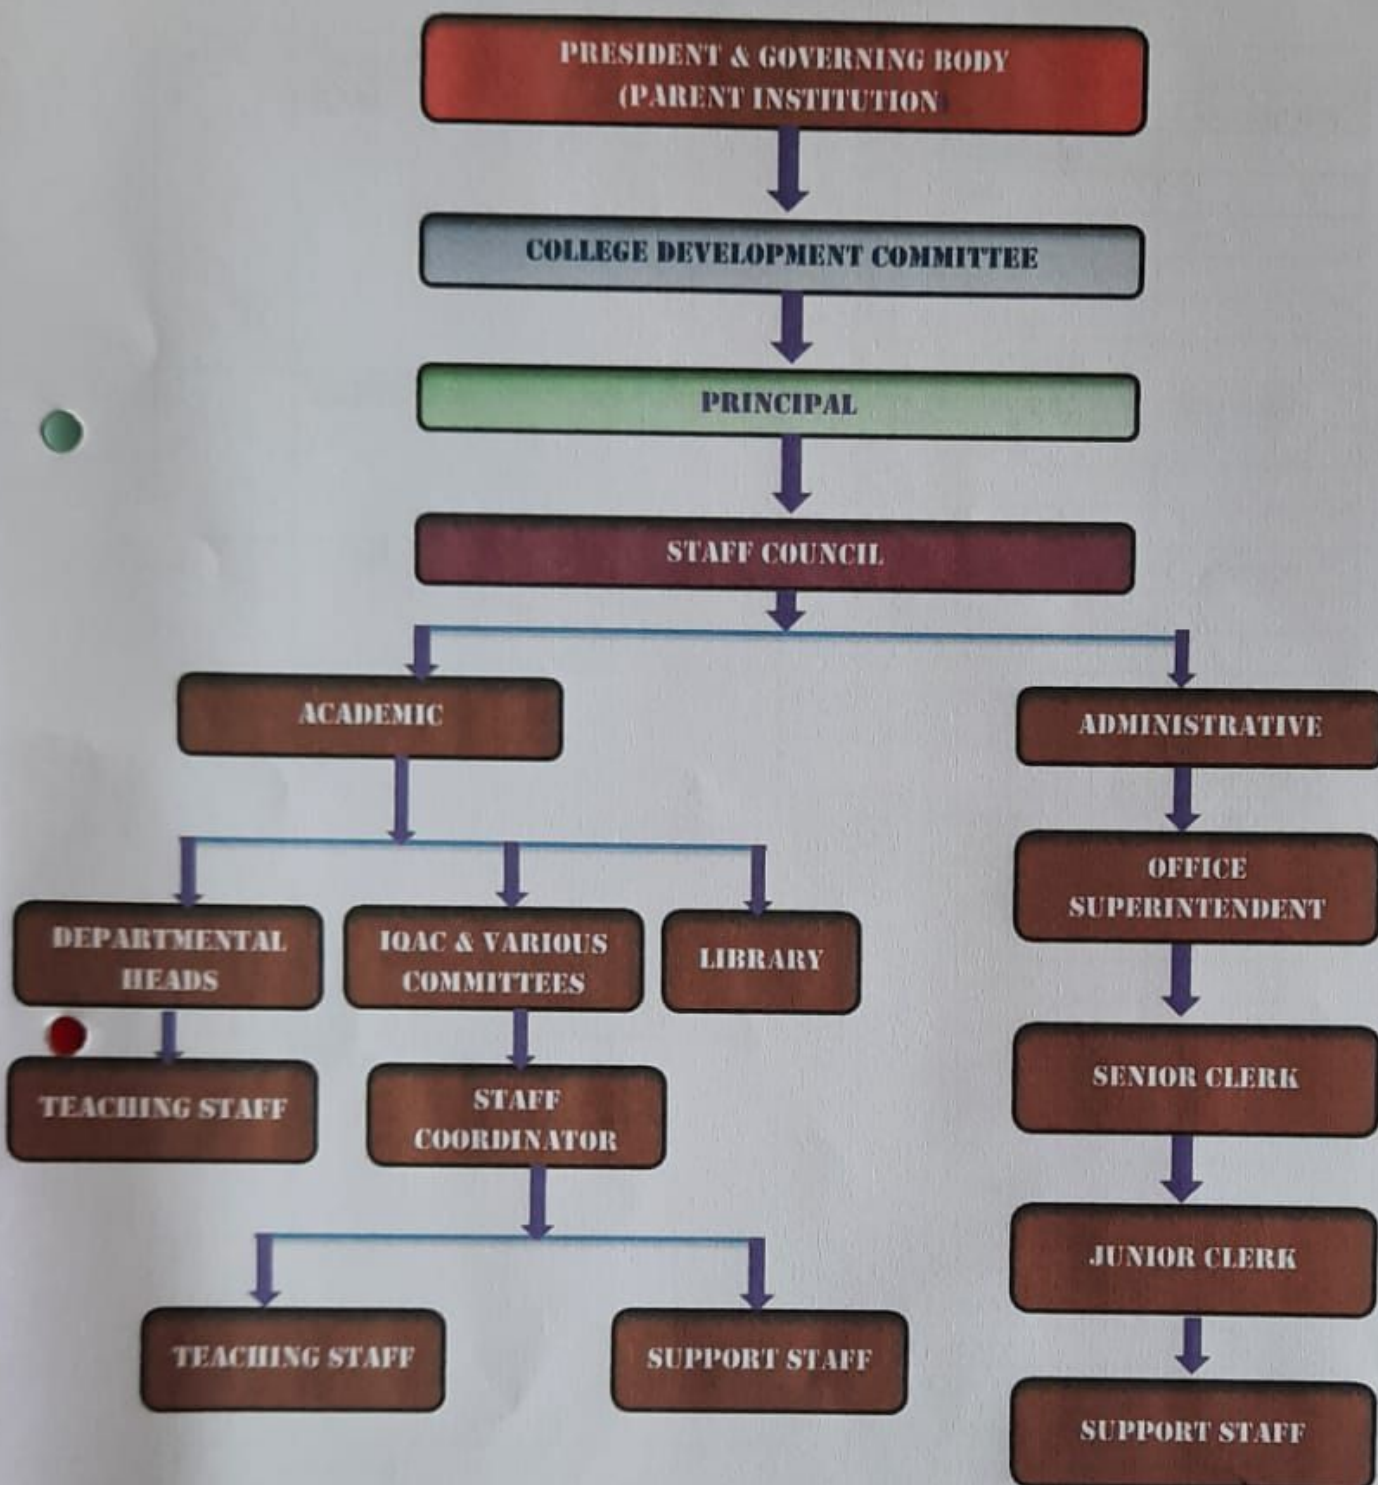 PRESIDENT & GOVERNING BODY
(PARENT INSTITUTION)
COLLEGE DEVELOPMENT COMMITTEE
PRINCIPAL
STAFF COUNCIL
ACADEMIC
ADMINISTRATIVE
OFFICE
SUPERINTENDENT
DEPARTMENTAL
HEADS
IQAC & VARIOUS
COMMITTEES
LIBRARY
SENIOR CLERK
TEACHING STAFF
STAFF
COORDINATOR
JUNIOR CLERK
TEACHING STAFF
SUPPORT STAFF
SUPPORT STAFF